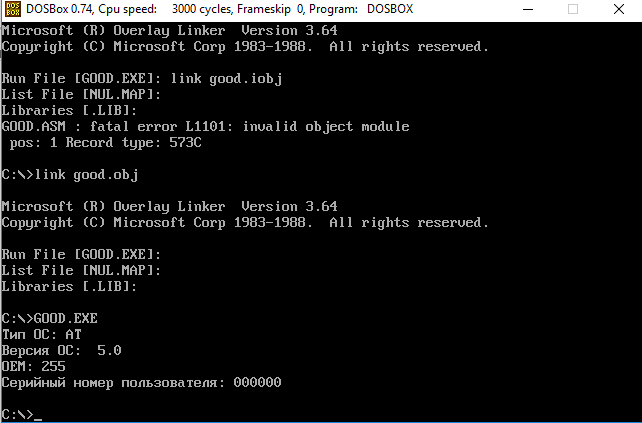 DOSBox 0.74, Cpu speed: 3000 cycles, Frameskip 0, Program: DOSBOX
Microsoft (R) Overlay Linker Version 3.64
Copyright (C) Microsoft Corp 1983-1988. All rights reserved.
Run File [GOOD.EXE]: link good.iobj
List File [NUL.MAP]:
Libraries [.LIB]:
GOOD.ASM : fatal error L1101: invalid object module
pos: 1 Record type: 573C
C:\>link good.obj
Microsoft (R) Overlay Linker Version 3.64
Copyright (C) Microsoft Corp 1983-1988. All rights reserved.
Run File [GOOD.EXE]:
List File [NUL.MAP]:
Libraries [.LIB]:
C:\>GOOD.EXE
Тип ОС: AT
Версия ОС: 5.0
OEM: 255
Серийный номер пользователя: 000000
C:\>_